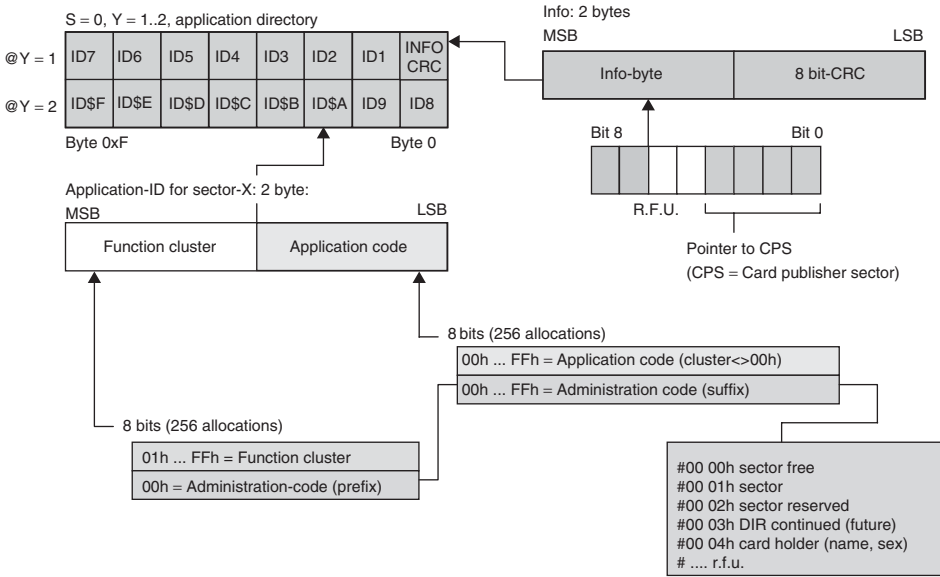 S = 0, Y = 1..2, application directory
@Y = 1
ID7 ID6 ID5 ID4 ID3 ID2 ID1 INFO CRC
@Y = 2
ID$F ID$E ID$D ID$C ID$B ID$A ID9 ID8
Byte 0xF Byte 0
Info: 2 bytes
MSB LSB
Info-byte 8 bit-CRC
Bit 8 Bit 0
R.F.U.
Pointer to CPS
(CPS = Card publisher sector)
Application-ID for sector-X: 2 byte:
MSB LSB
Function cluster Application code
8 bits (256 allocations)
00h ... FFh = Application code (cluster<>00h)
00h ... FFh = Administration code (suffix)
8 bits (256 allocations)
01h ... FFh = Function cluster
00h = Administration-code (prefix)
#00 00h sector free
#00 01h sector
#00 02h sector reserved
#00 03h DIR continued (future)
#00 04h card holder (name, sex)
# .... r.f.u.